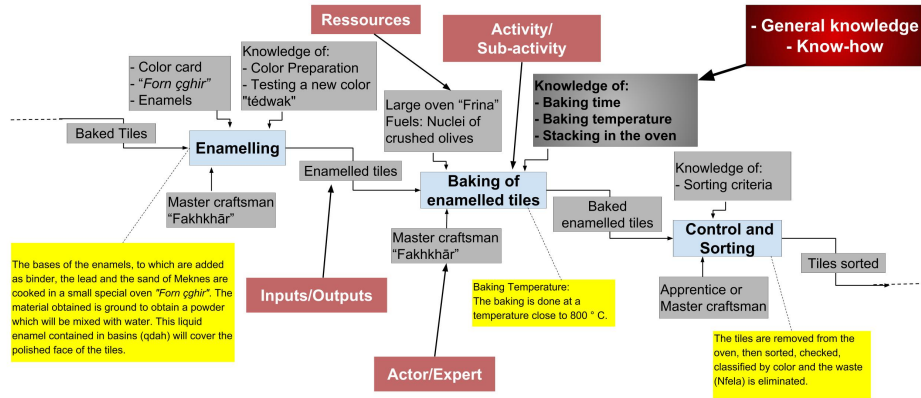 Ressources
Activity/
Sub-activity
- General knowledge
- Know-how
- Color card
- “Forn çghir”
- Enamels
Knowledge of:
- Color Preparation
- Testing a new color
"tédwak"
Large oven “Frina”
Fuels: Nuclei of
crushed olives
Knowledge of:
- Baking time
- Baking temperature
- Stacking in the oven
Baked Tiles
Enamelling
Enamelled tiles
Baking of
enamelled tiles
Knowledge of:
- Sorting criteria
Master craftsman
“Fakhkhār”
Baked
enamelled tiles
Control and
Sorting
Master craftsman
“Fakhkhār”
Tiles sorted
The bases of the enamels, to which are added
as binder, the lead and the sand of Meknes are
cooked in a small special oven "Forn çghir". The
material obtained is ground to obtain a powder
which will be mixed with water. This liquid
enamel contained in basins (qdah) will cover the
polished face of the tiles.
Inputs/Outputs
Baking Temperature:
The baking is done at a
temperature close to 800 ° C.
Apprentice or
Master craftsman
Actor/Expert
The tiles are removed from the
oven, then sorted, checked,
classified by color and the waste
(Nfela) is eliminated.